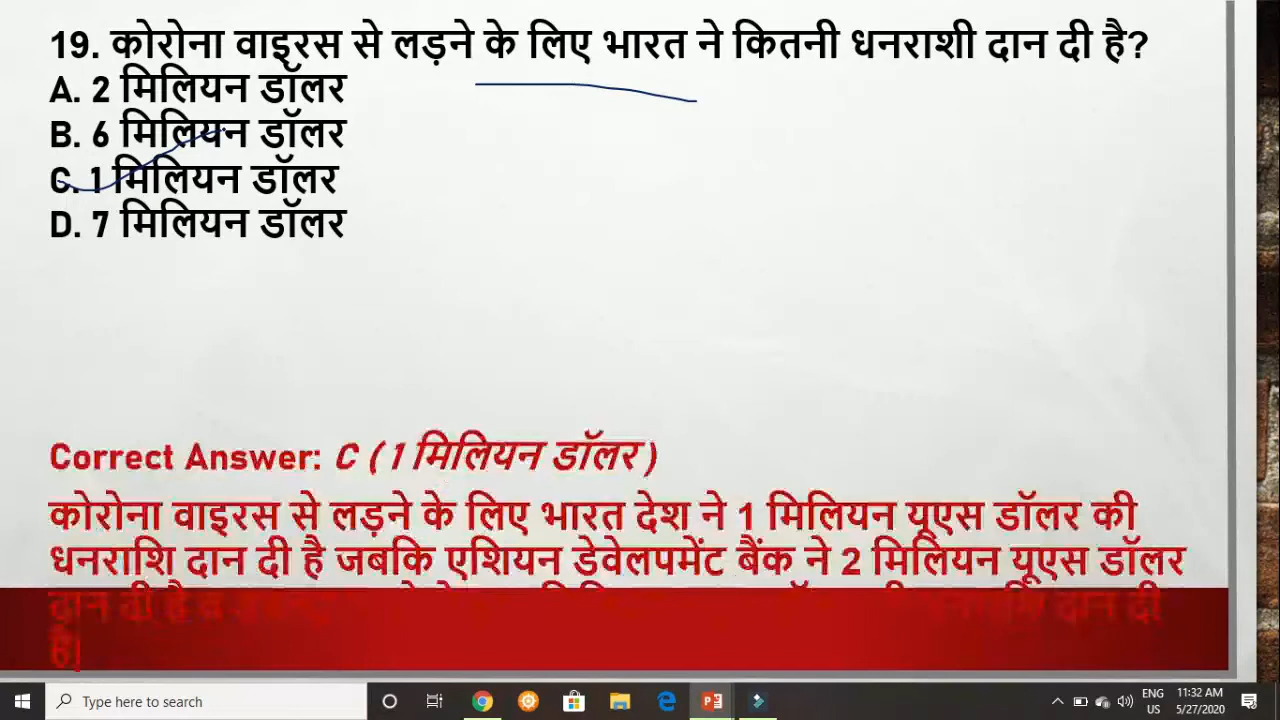 19. कोरोना वाइरस से लड़ने के लिए भारत ने कितनी धनराशी दान दी है?
A. 2 मिलियन डॉलर
B. 6 मिलियन डॉलर
C. 1 मिलियन डॉलर
D. 7 मिलियन डॉलर
Correct Answer: C ( 1 मिलियन डॉलर )
कोरोना वाइरस से लड़ने के लिए भारत देश ने 1 मिलियन यूएस डॉलर की
धनराशि दान दी है जबकि एशियन डेवेलपमेंट बैंक ने 2 मिलियन यूएस डॉलर
दान दी है दान दी
है|
Type here to search
ENG
US
11:32 AM
5/27/2020